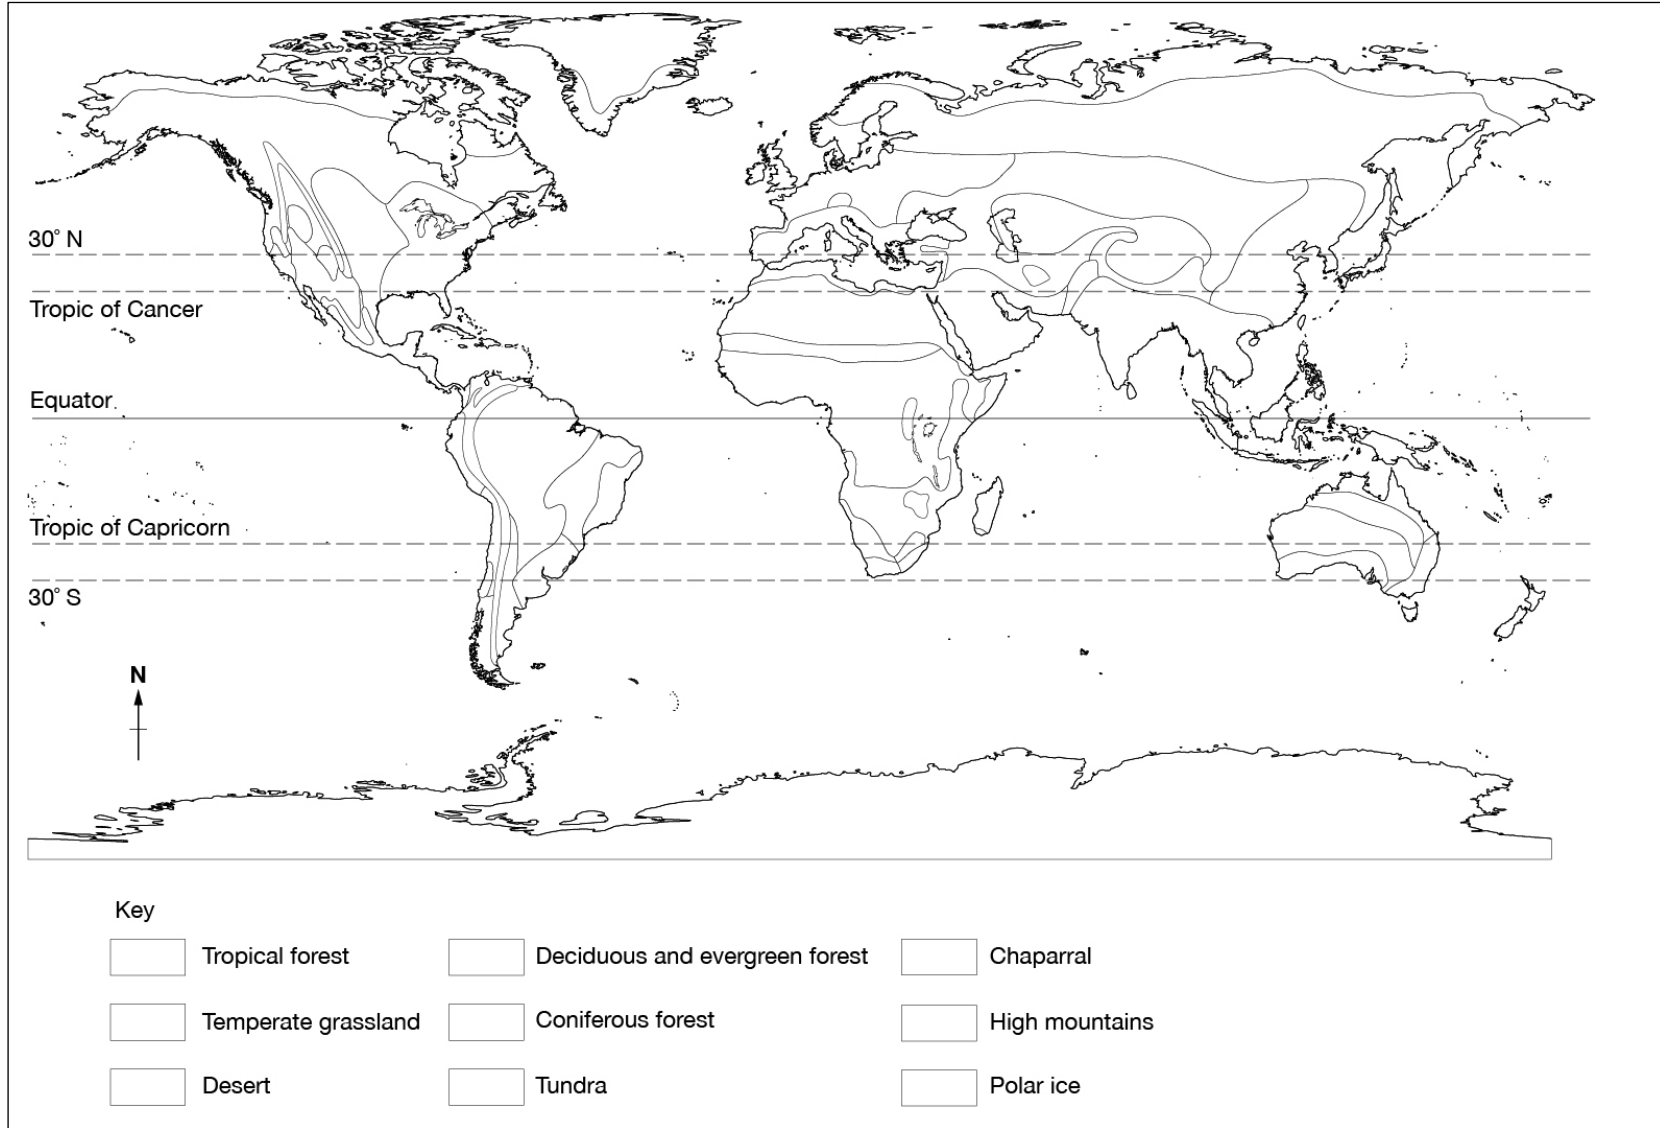 30° N
Tropic of Cancer
Equator
Tropic of Capricorn
30° S
N
Key
Tropical forest
Deciduous and evergreen forest
Chaparral
Temperate grassland
Coniferous forest
High mountains
Desert
Tundra
Polar ice